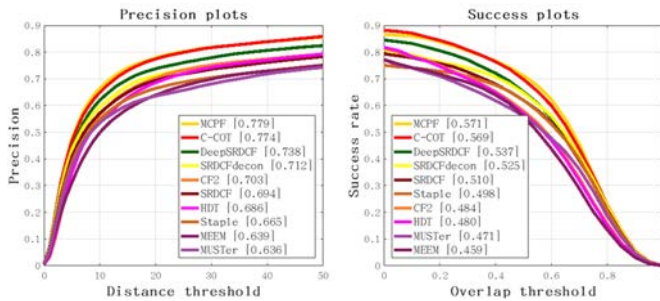 Precision plots
Precision
0.9
0.8
0.7
0.6
0.5
0.4
0.3
0.2
0.1
0
MCPF [0.779]
C-COT [0.774]
DeepSRDCF [0.738]
SRDCFdecon [0.712]
CF2 [0.703]
SRDCF [0.694]
HDT [0.686]
Staple [0.665]
MEEM [0.639]
MUSTer [0.636]
0 10 20 30 40 50
Distance threshold
Success plots
Success rate
0.9
0.8
0.7
0.6
0.5
0.4
0.3
0.2
0.1
0
MCPF [0.571]
C-COT [0.569]
DeepSRDCF [0.537]
SRDCFdecon [0.525]
SRDCF [0.510]
Staple [0.498]
CF2 [0.484]
HDT [0.480]
MUSTer [0.471]
MEEM [0.459]
0 0.2 0.4 0.6 0.8
Overlap threshold